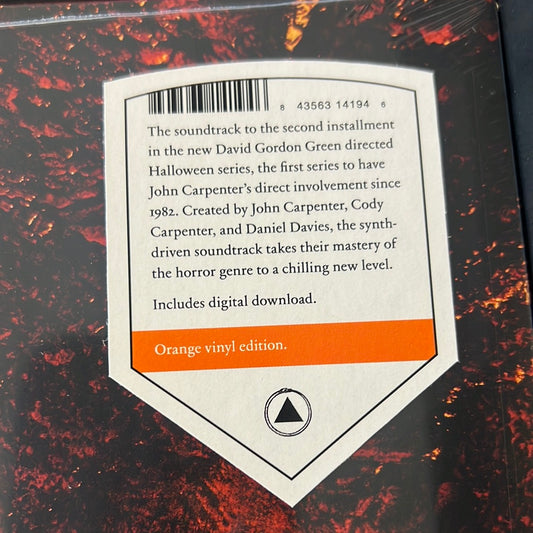 8 43563 14194 6
The soundtrack to the second installment
in the new David Gordon Green directed
Halloween series, the first series to have
John Carpenter's direct involvement since
1982. Created by John Carpenter, Cody
Carpenter, and Daniel Davies, the synth-
driven soundtrack takes their mastery of
the horror genre to a chilling new level.
Includes digital download.
Orange vinyl edition.